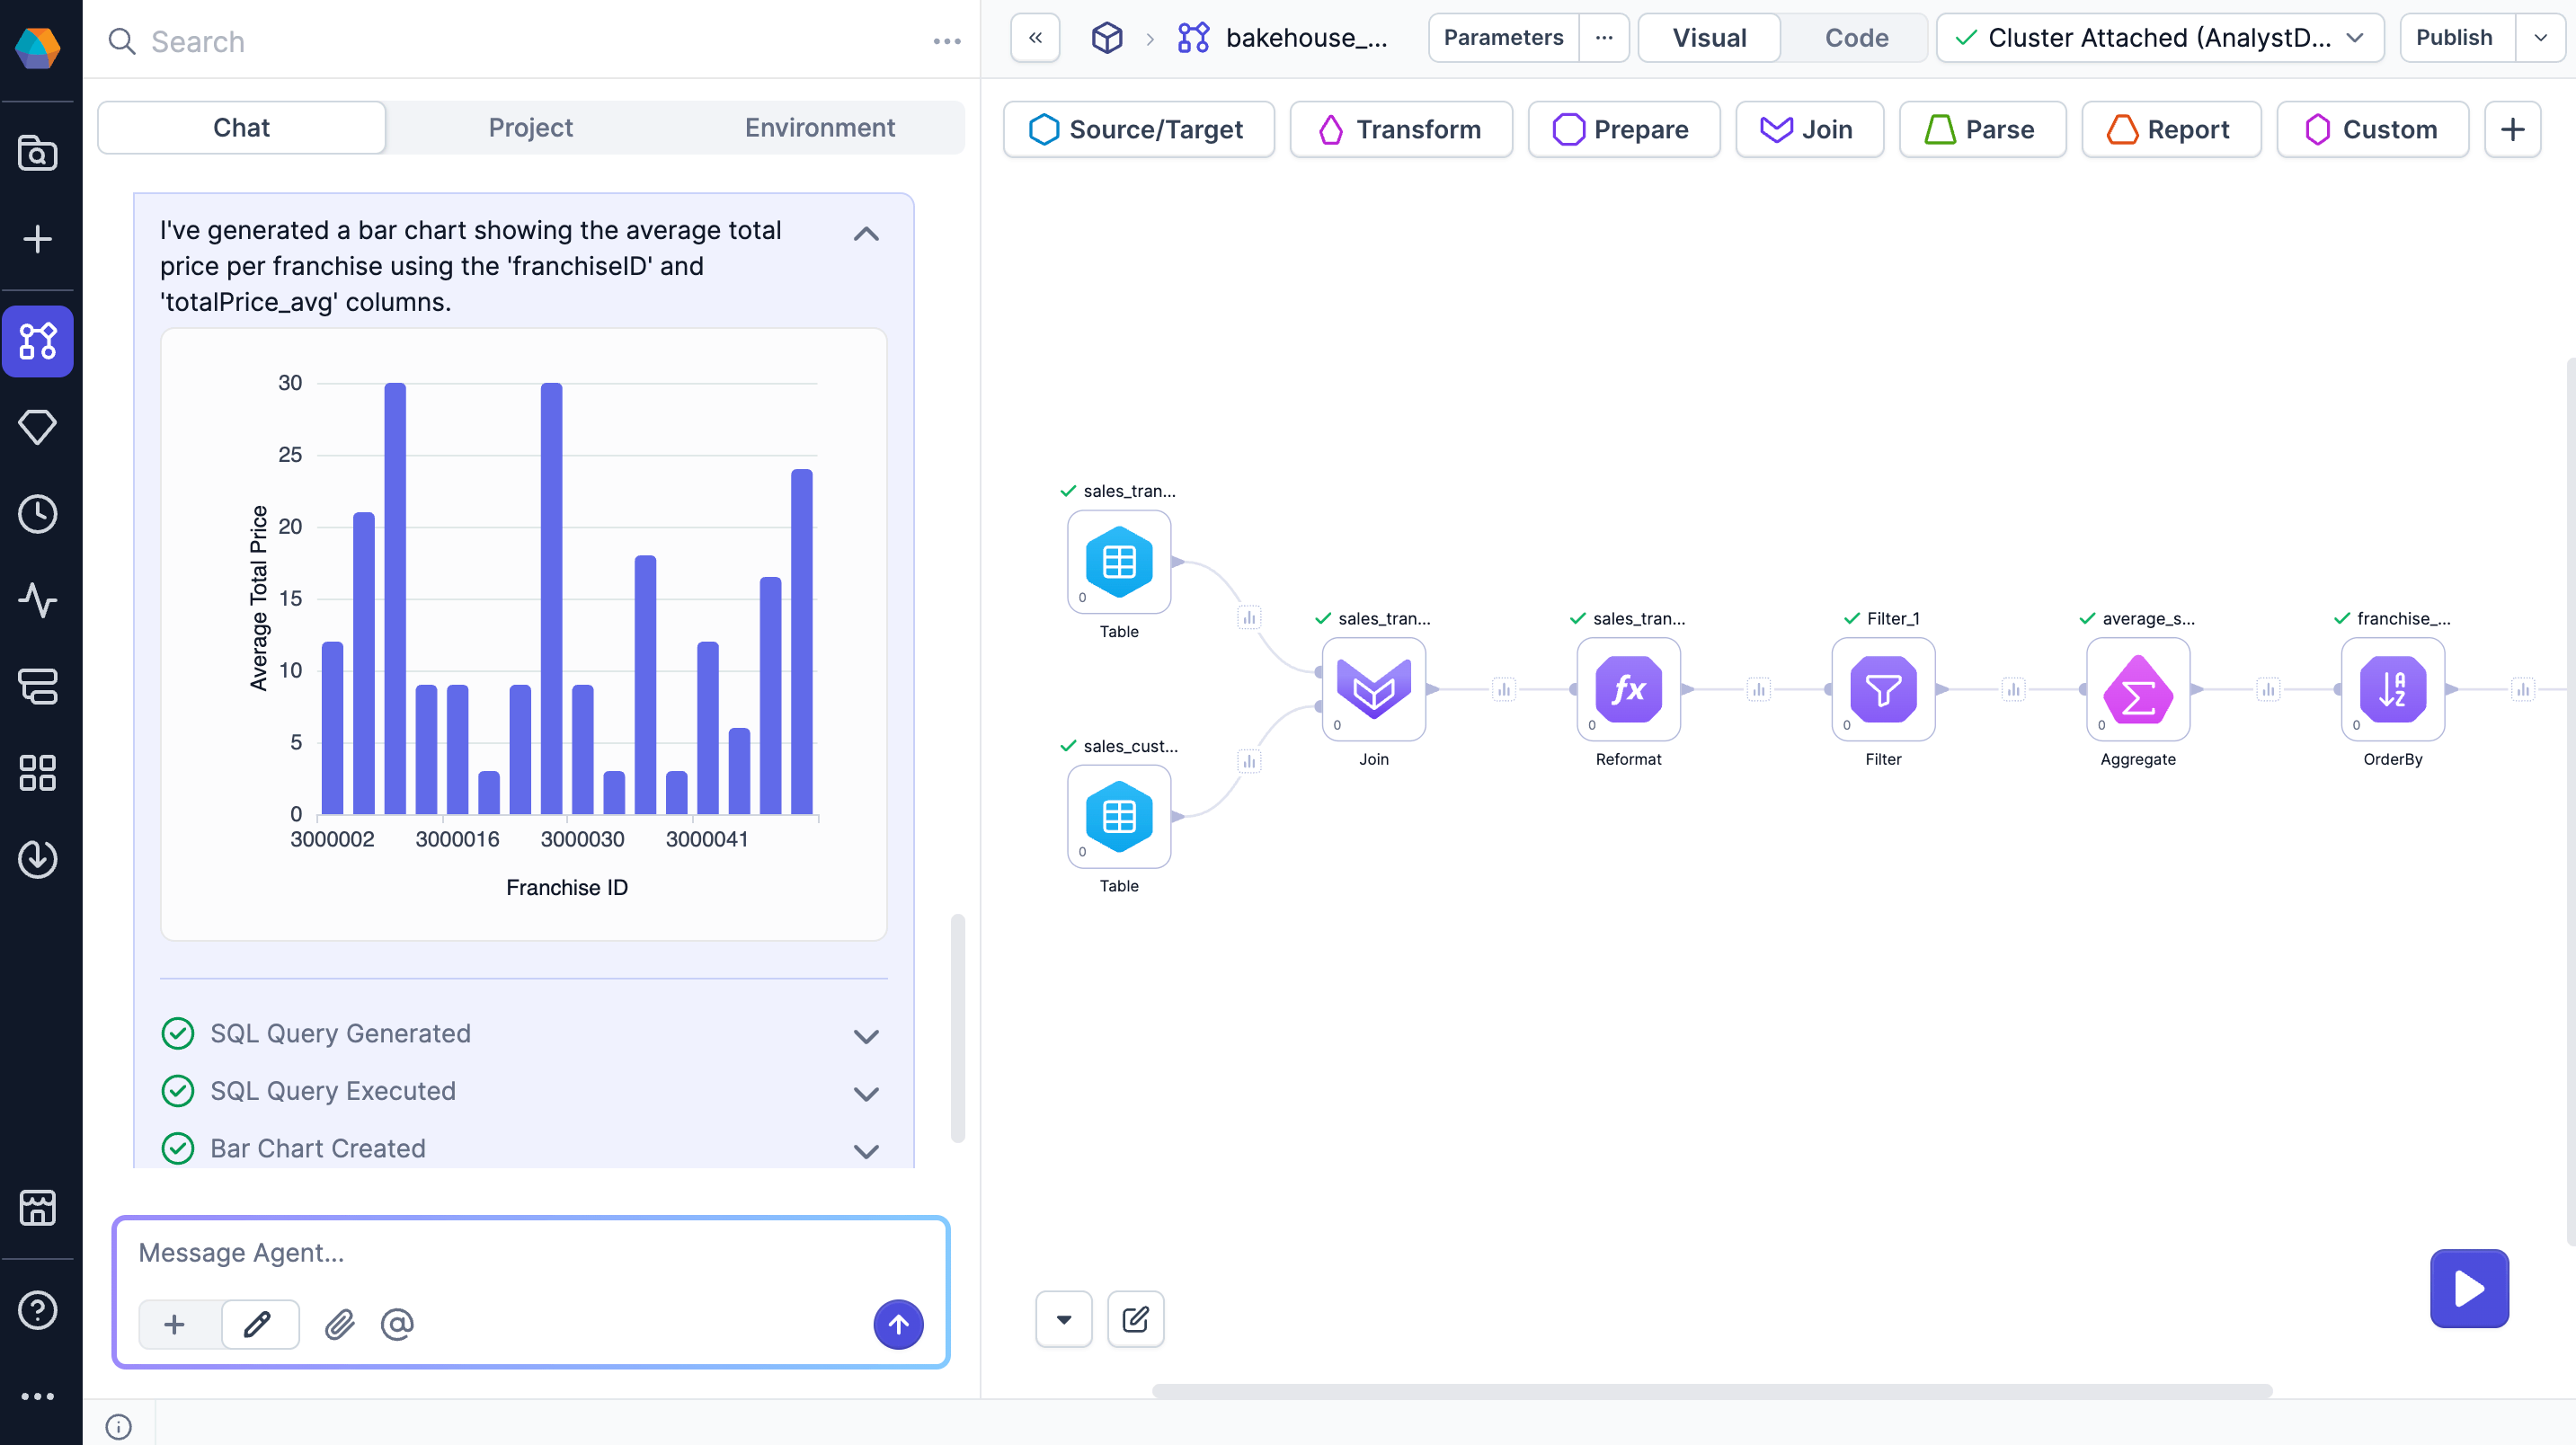 Search
Chat
Project
Environment
I've generated a bar chart showing the average total
price per franchise using the 'franchiseID' and
'totalPrice_avg' columns.
30
25
20
15
10
5
0
Average Total Price
3000002
3000016
3000030
3000041
Franchise ID
SQL Query Generated
SQL Query Executed
Bar Chart Created
Message Agent...
bakehouse_...
Parameters
Visual
Code
Cluster Attached (AnalystD...
Publish
Source/Target
Transform
Prepare
Join
Parse
Report
Custom
sales_tran...
0
Table
sales_cust...
0
Table
sales_tran...
0
Join
sales_tran...
fx
0
Reformat
Filter_1
0
Filter
average_s...
Σ
0
Aggregate
franchise_...
A
Z
0
OrderBy